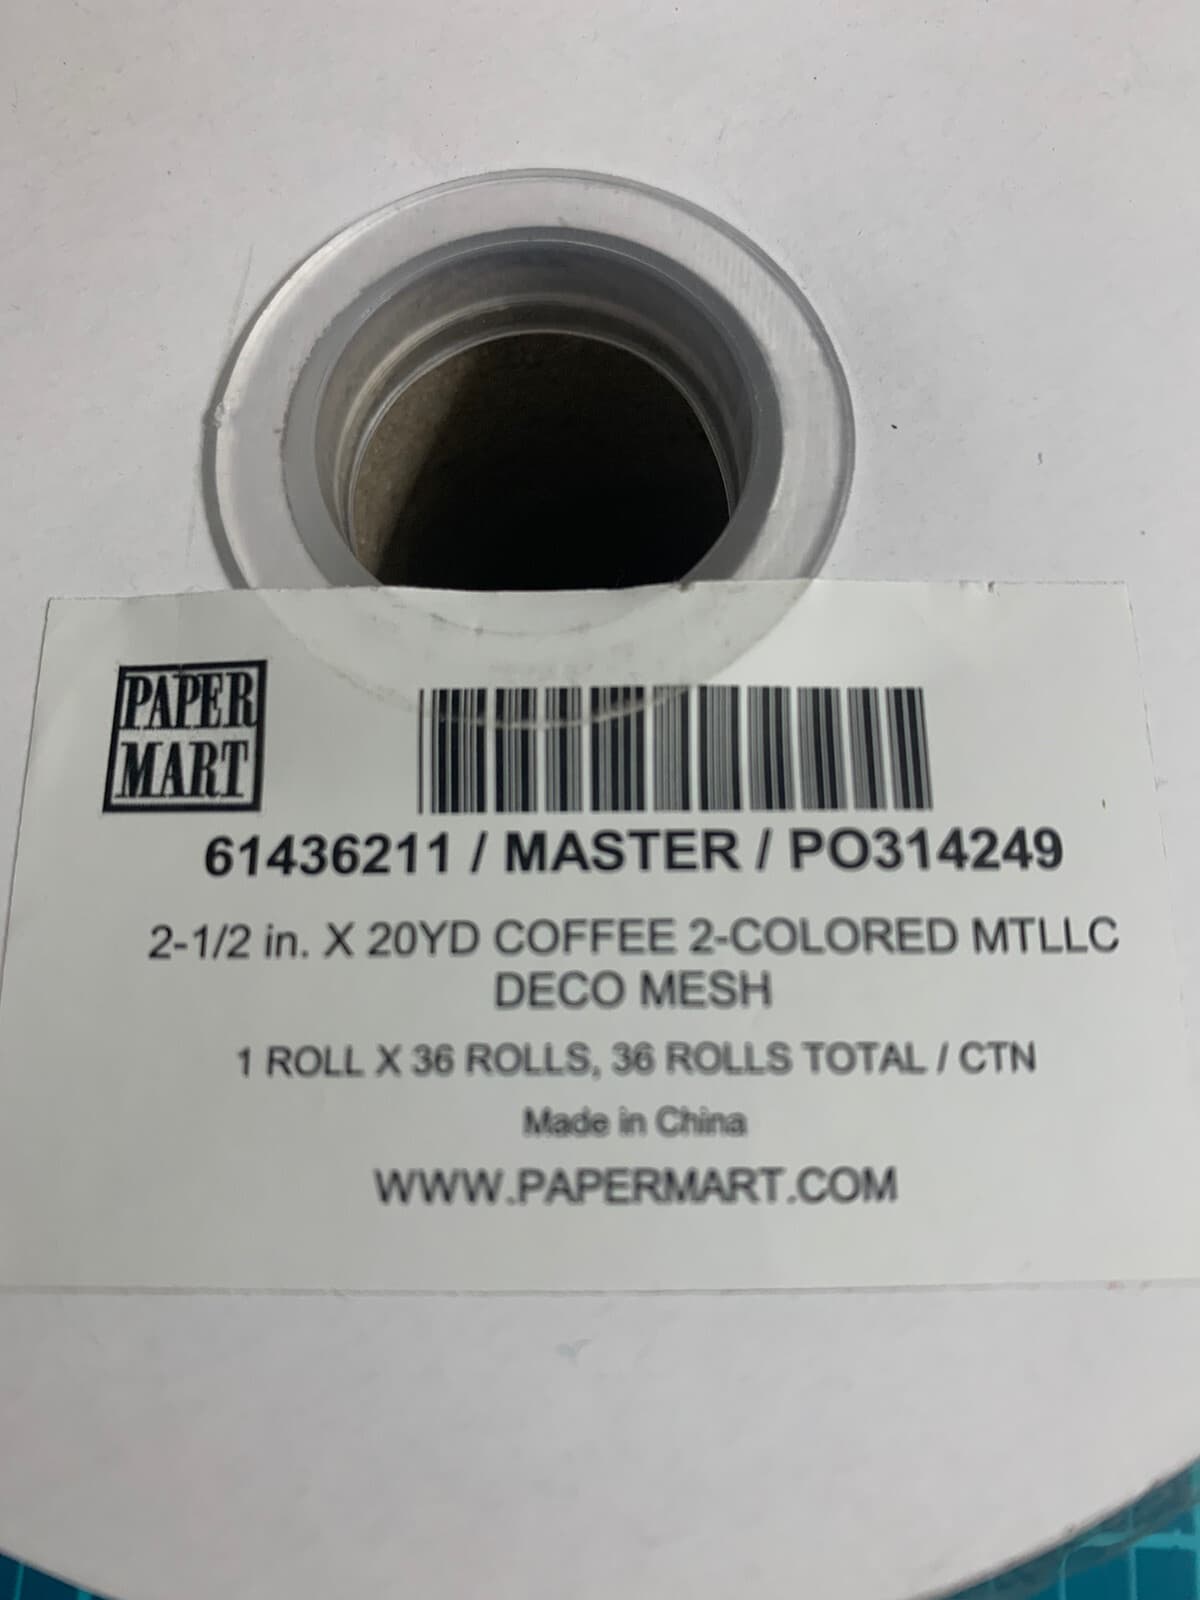 PAPER
MART
61436211 / MASTER / PO314249
2-1/2 in. X 20YD COFFEE 2-COLORED MTLLC
DECO MESH
1 ROLL X 36 ROLLS, 36 ROLLS TOTAL / CTN
Made in China
WWW.PAPERMART.COM